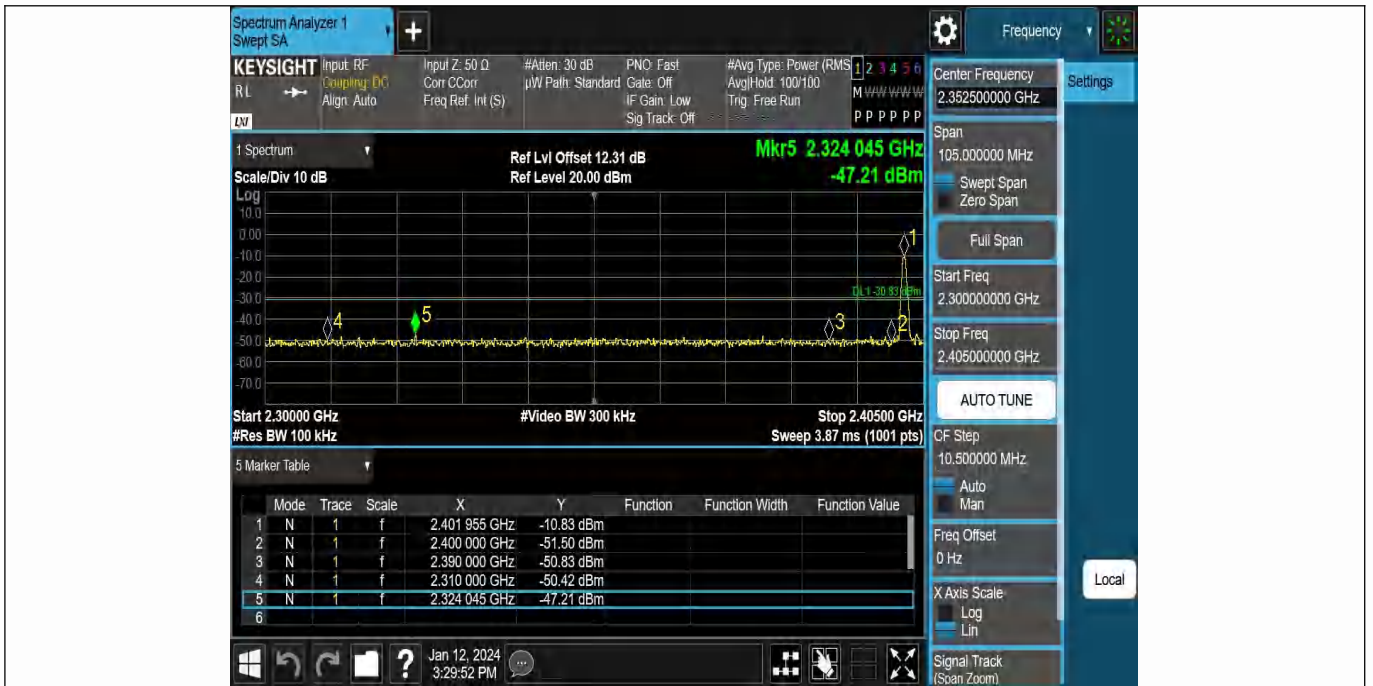 Spectrum Analyzer 1
Swept SA
+
Frequency
KEYSIGHT
RL
LXI
Input: RF
Coupling: DC
Align: Auto
Input Z: 50 Ω
Corr CCorr
Freq Ref: Int (S)
#Atten: 30 dB
µW Path: Standard
PNO: Fast
Gate: Off
IF Gain: Low
Sig Track: Off
#Avg Type: Power (RMS
Avg|Hold: 100/100
Trig: Free Run
1 2 3 4 5 6
M W W W W W
P P P P P P
1 Spectrum
Scale/Div 10 dB
Ref Lvl Offset 12.31 dB
Ref Level 20.00 dBm
Mkr5 2.324 045 GHz
-47.21 dBm
Log
10.0
0.00
-10.0
-20.0
-30.0
-40.0
-50.0
-60.0
-70.0
1
DL1 -30.83 dBm
4
5
3
2
Start 2.30000 GHz
#Video BW 300 kHz
Stop 2.40500 GHz
#Res BW 100 kHz
Sweep 3.87 ms (1001 pts)
5 Marker Table
Mode Trace Scale X Y Function Function Width Function Value
1 N 1 f 2.401 955 GHz -10.83 dBm
2 N 1 f 2.400 000 GHz -51.50 dBm
3 N 1 f 2.390 000 GHz -50.83 dBm
4 N 1 f 2.310 000 GHz -50.42 dBm
5 N 1 f 2.324 045 GHz -47.21 dBm
6
?
Jan 12, 2024
3:29:52 PM
Center Frequency
2.352500000 GHz
Settings
Span
105.000000 MHz
Swept Span
Zero Span
Full Span
Start Freq
2.300000000 GHz
Stop Freq
2.405000000 GHz
AUTO TUNE
CF Step
10.500000 MHz
Auto
Man
Freq Offset
0 Hz
X Axis Scale
Log
Lin
Local
Signal Track
(Span Zoom)